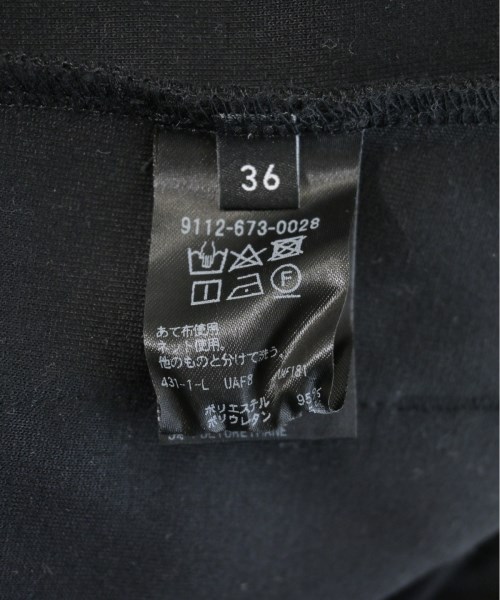 36
9112-673-0028
F
あて布使用
ネット使用
他のものと分けて洗う。
431-1-L UAF8
ポリエステル 95%
ポリウレタン